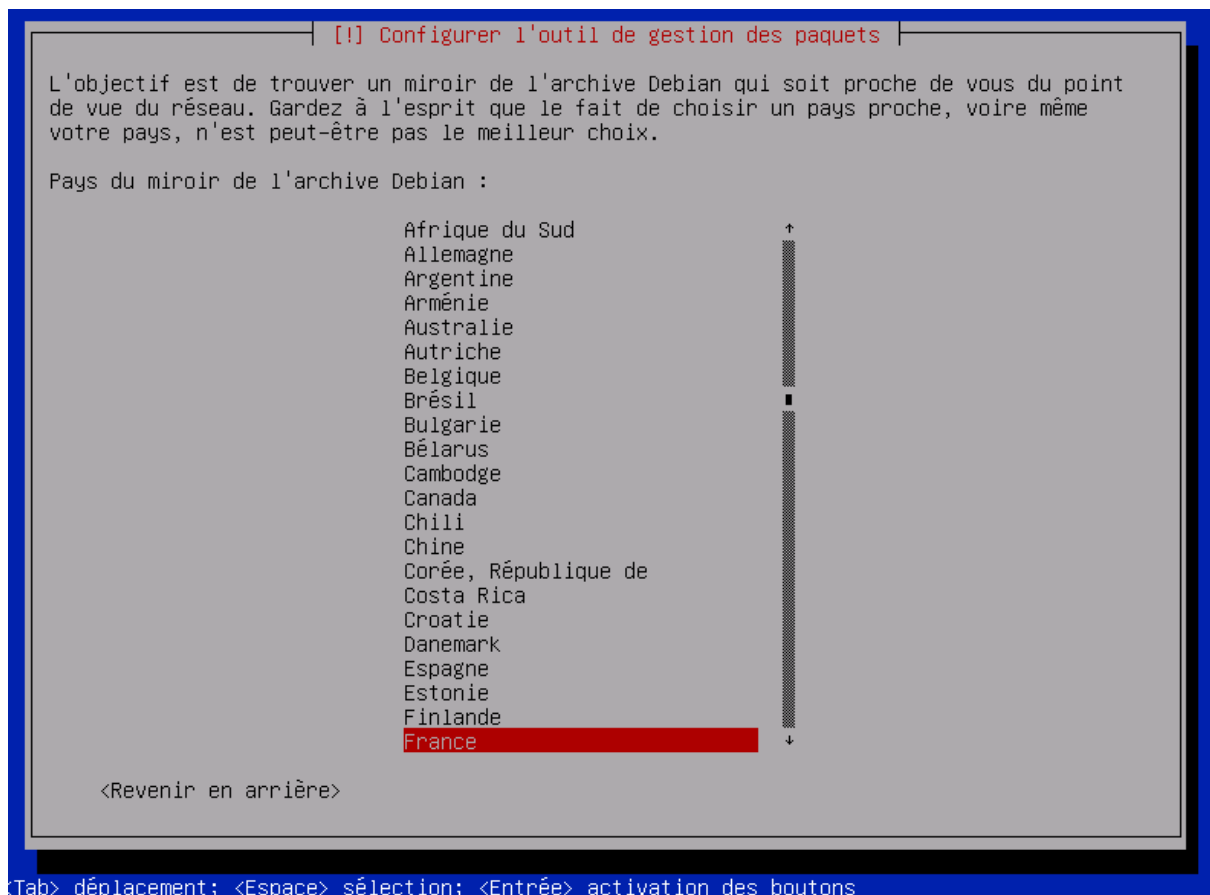 [!] Configurer l'outil de gestion des paquets
L'objectif est de trouver un miroir de l'archive Debian qui soit proche de vous du point
de vue du réseau. Gardez à l'esprit que le fait de choisir un pays proche, voire même
votre pays, n'est peut-être pas le meilleur choix.
Pays du miroir de l'archive Debian :
Afrique du Sud
Allemagne
Argentine
Arménie
Australie
Autriche
Belgique
Brésil
Bulgarie
Bélarus
Cambodge
Canada
Chili
Chine
Corée, République de
Costa Rica
Croatie
Danemark
Espagne
Estonie
Finlande
France
<Revenir en arrière>
<Tab> déplacement; <Espace> sélection; <Entrée> activation des boutons